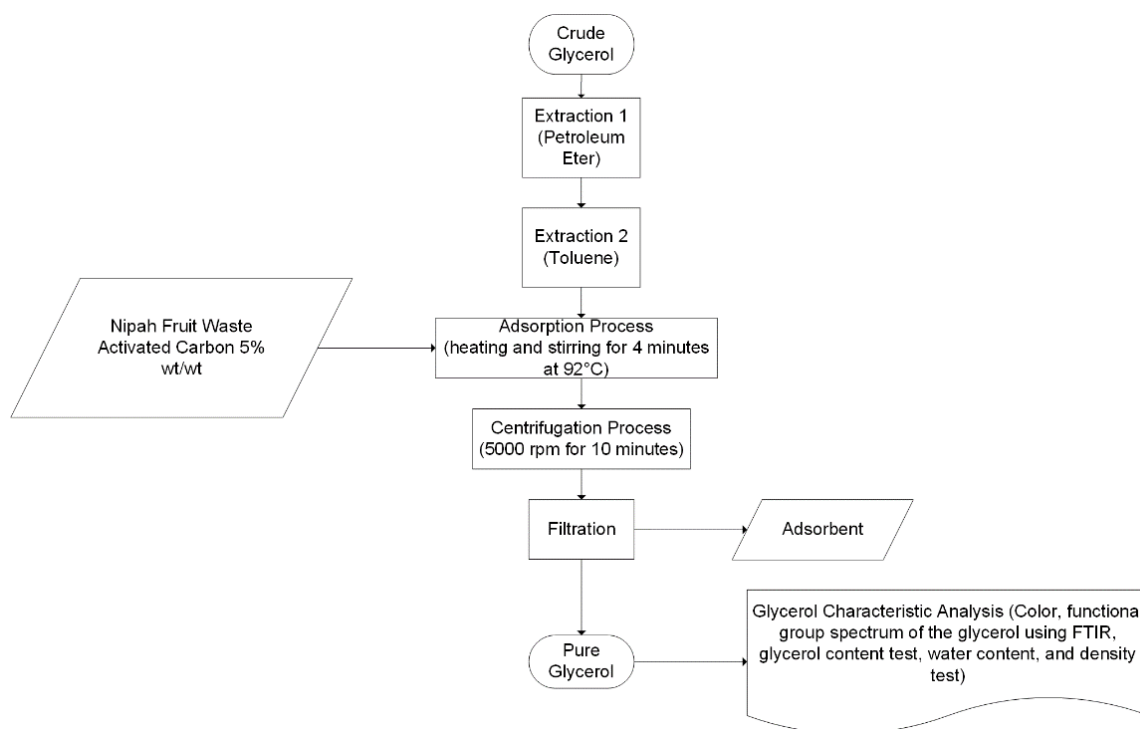 Crude
Glycerol
Extraction 1
(Petroleum
Eter)
Extraction 2
(Toluene)
Nipah Fruit Waste
Activated Carbon 5%
wt/wt
Adsorption Process
(heating and stirring for 4 minutes
at 92°C)
Centrifugation Process
(5000 rpm for 10 minutes)
Filtration
Adsorbent
Pure
Glycerol
Glycerol Characteristic Analysis (Color, functiona
group spectrum of the glycerol using FTIR,
glycerol content test, water content, and density
test)